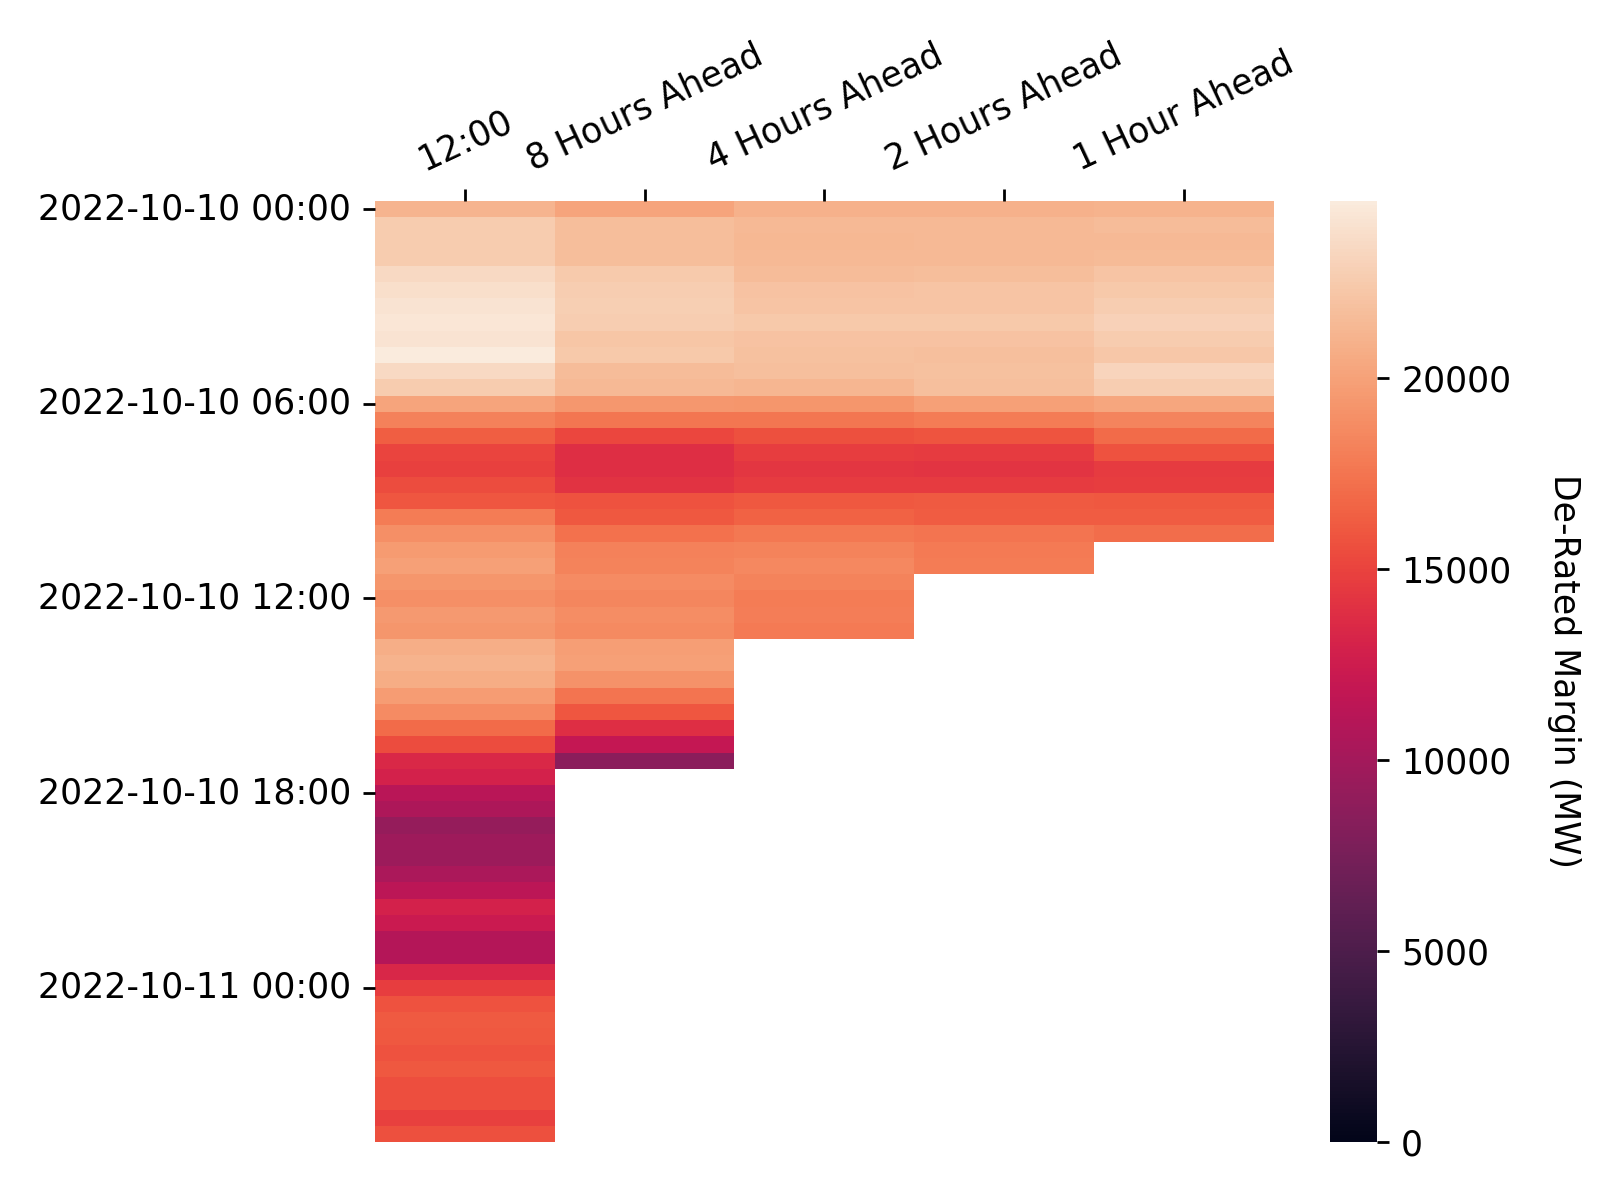 12:00
8 Hours Ahead
4 Hours Ahead
2 Hours Ahead
1 Hour Ahead
2022-10-10 00:00
2022-10-10 06:00
2022-10-10 12:00
2022-10-10 18:00
2022-10-11 00:00
20000
15000
10000
5000
0
De-Rated Margin (MW)